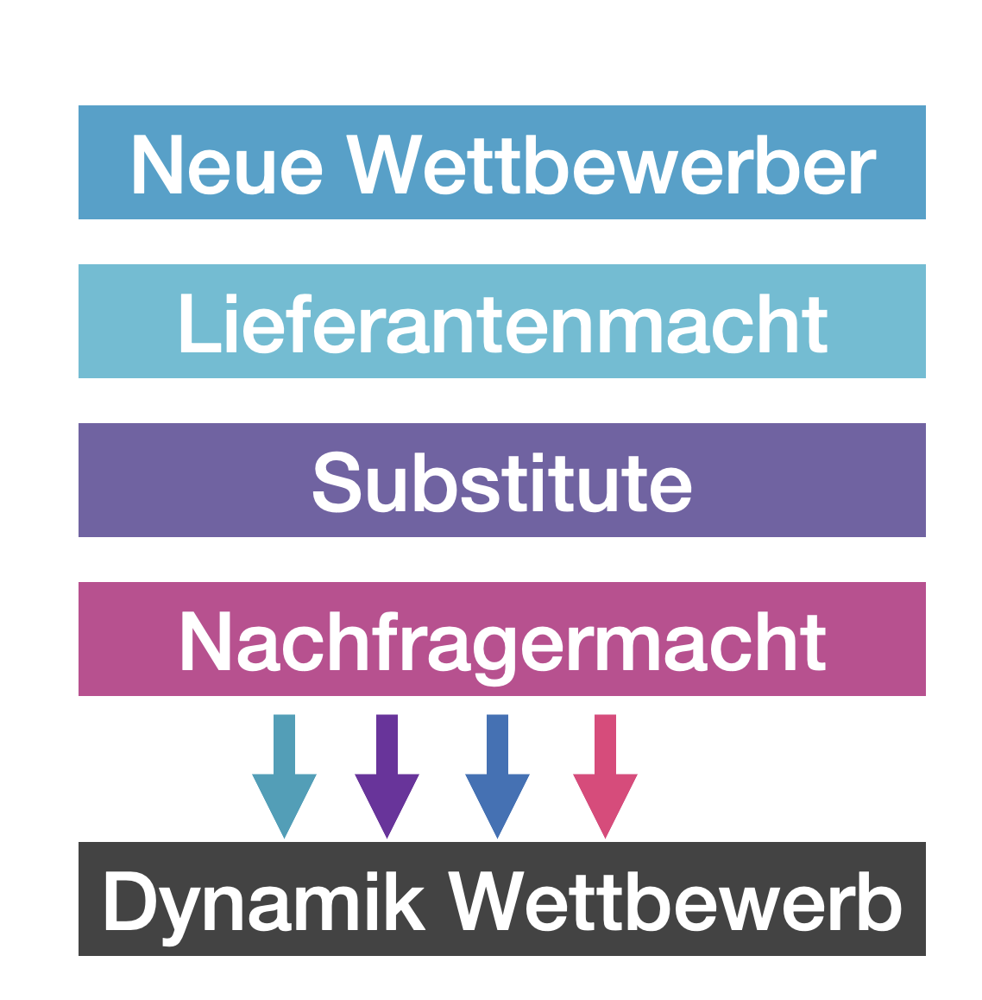 Neue Wettbewerber
Lieferantenmacht
Substitute
Nachfragermacht
Dynamik Wettbewerb